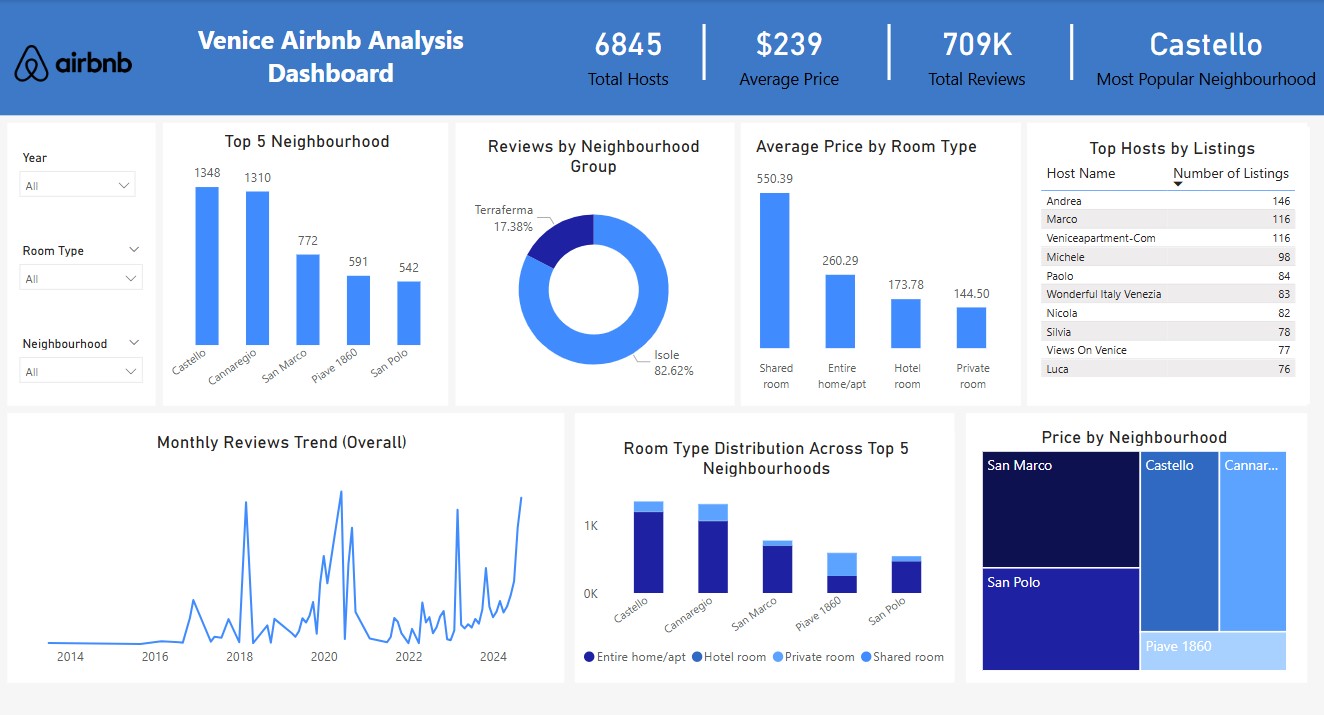 airbnb
Venice Airbnb Analysis
Dashboard
6845
Total Hosts
$239
Average Price
709K
Total Reviews
Castello
Most Popular Neighbourhood
Year
All
Room Type
All
Neighbourhood
All
Top 5 Neighbourhood
1348
1310
772
591
542
Castello
Cannaregio
San Marco
Piave 1860
San Polo
Reviews by Neighbourhood
Group
Terraferma
17.38%
Isole
82.62%
Average Price by Room Type
550.39
260.29
173.78
144.50
Shared
room
Entire
home/apt
Hotel
room
Private
room
Top Hosts by Listings
Host Name Number of Listings
Andrea 146
Marco 116
Veniceapartment-Com 116
Michele 98
Paolo 84
Wonderful Italy Venezia 83
Nicola 82
Silvia 78
Views On Venice 77
Luca 76
Monthly Reviews Trend (Overall)
2014 2016 2018 2020 2022 2024
Room Type Distribution Across Top 5
Neighbourhoods
1K
0K
Castello
Cannaregio
San Marco
Piave 1860
San Polo
Entire home/apt Hotel room Private room Shared room
Price by Neighbourhood
San Marco
Castello
Cannar...
San Polo
Piave 1860